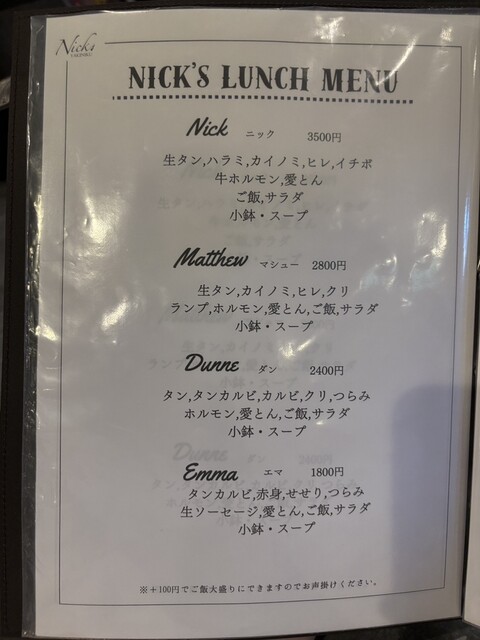 Nicks
YAKINIKU
NICK'S LUNCH MENU
Nick ニック 3500円
生タン,ハラミ,カイノミ,ヒレ,イチボ
牛ホルモン,愛とん
ご飯,サラダ
小鉢・スープ
Matthew マシュー 2800円
生タン,カイノミ,ヒレ,クリ
ランプ,ホルモン,愛とん,ご飯,サラダ
小鉢・スープ
Dunne ダン 2400円
タン,タンカルビ,カルビ,クリ,つらみ
ホルモン,愛とん,ご飯,サラダ
小鉢・スープ
Emma エマ 1800円
タンカルビ,赤身,せせり,つらみ
生ソーセージ,愛とん,ご飯,サラダ
小鉢・スープ
※＋100円でご飯大盛りにできますのでお声掛けください。